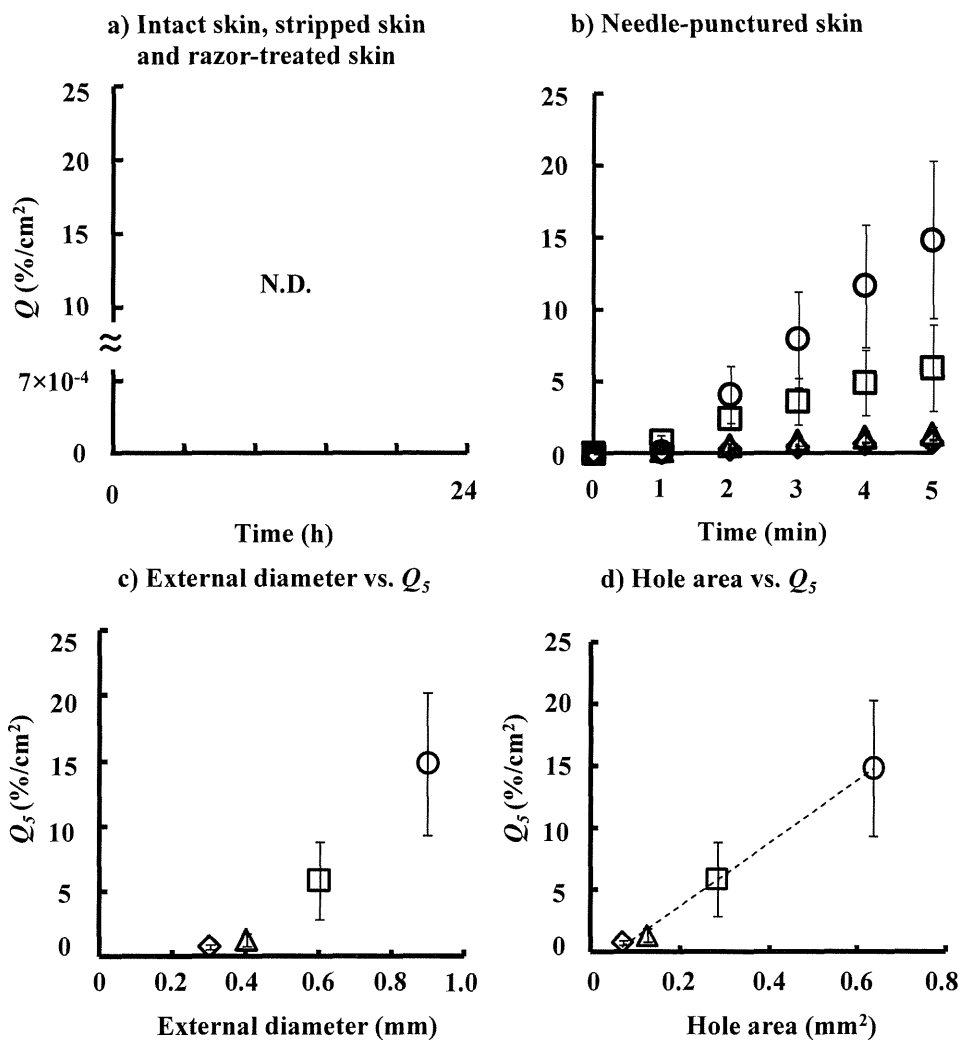 a) Intact skin, stripped skin
and razor-treated skin
25
20
15
10
7×10⁻⁴
0
Q (%/cm²)
N.D.
0 24
Time (h)
b) Needle-punctured skin
25
20
15
10
5
0
0 1 2 3 4 5
Time (min)
c) External diameter vs. Q₅
25
20
15
10
5
0
Q₅ (%/cm²)
0 0.2 0.4 0.6 0.8 1.0
External diameter (mm)
d) Hole area vs. Q₅
25
20
15
10
5
0
Q₅ (%/cm²)
0 0.2 0.4 0.6 0.8
Hole area (mm²)